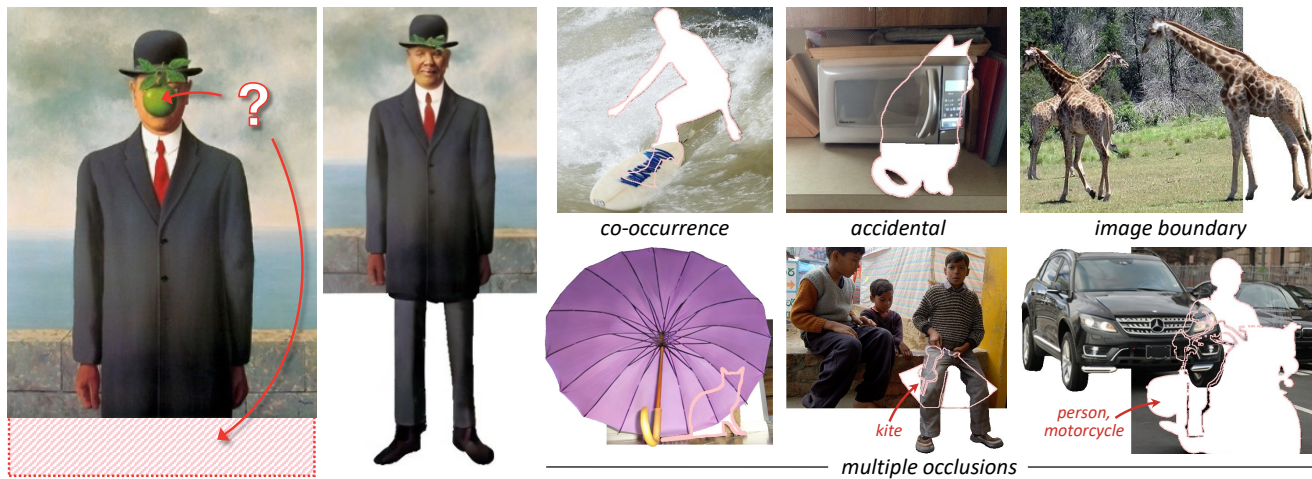 ?
co-occurrence
accidental
image boundary
kite
person,
motorcycle
multiple occlusions